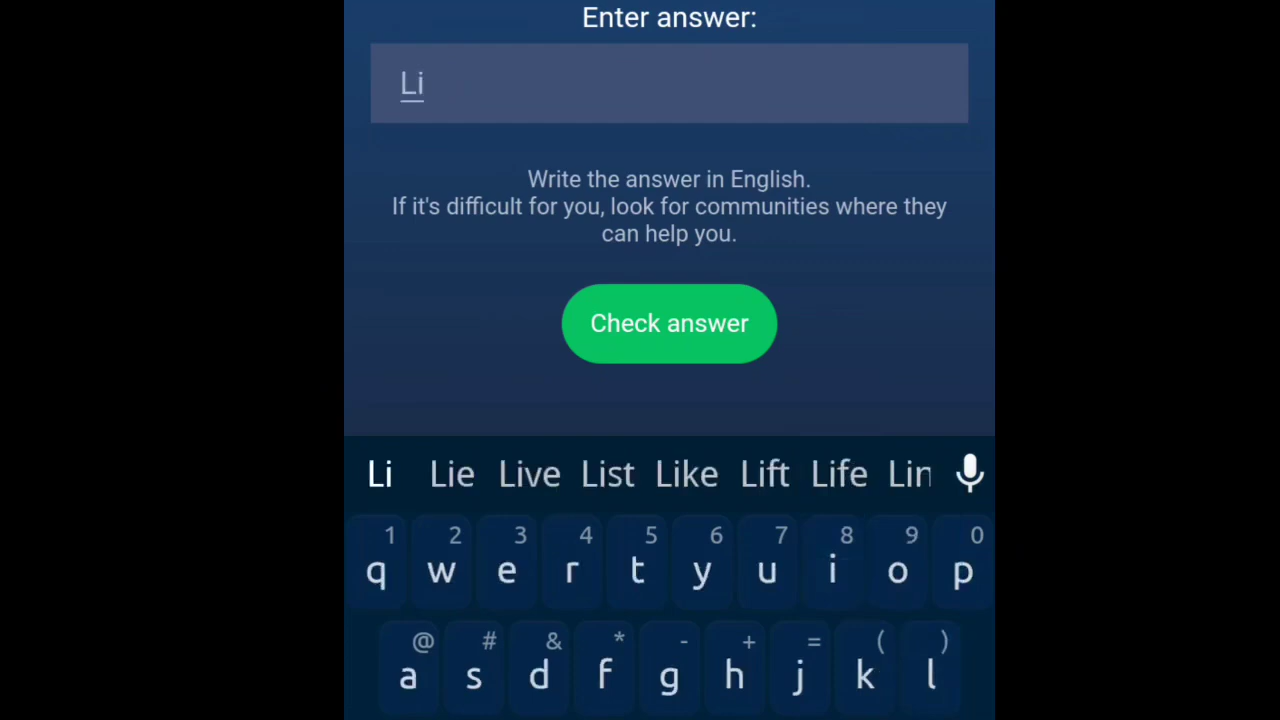 Enter answer:
Li
Write the answer in English.
If it's difficult for you, look for communities where they
can help you.
Check answer
Li Lie Live List Like Lift Life Lin
1 2 3 4 5 6 7 8 9 0
q w e r t y u i o p
@ # & * - + = ( )
a s d f g h j k l